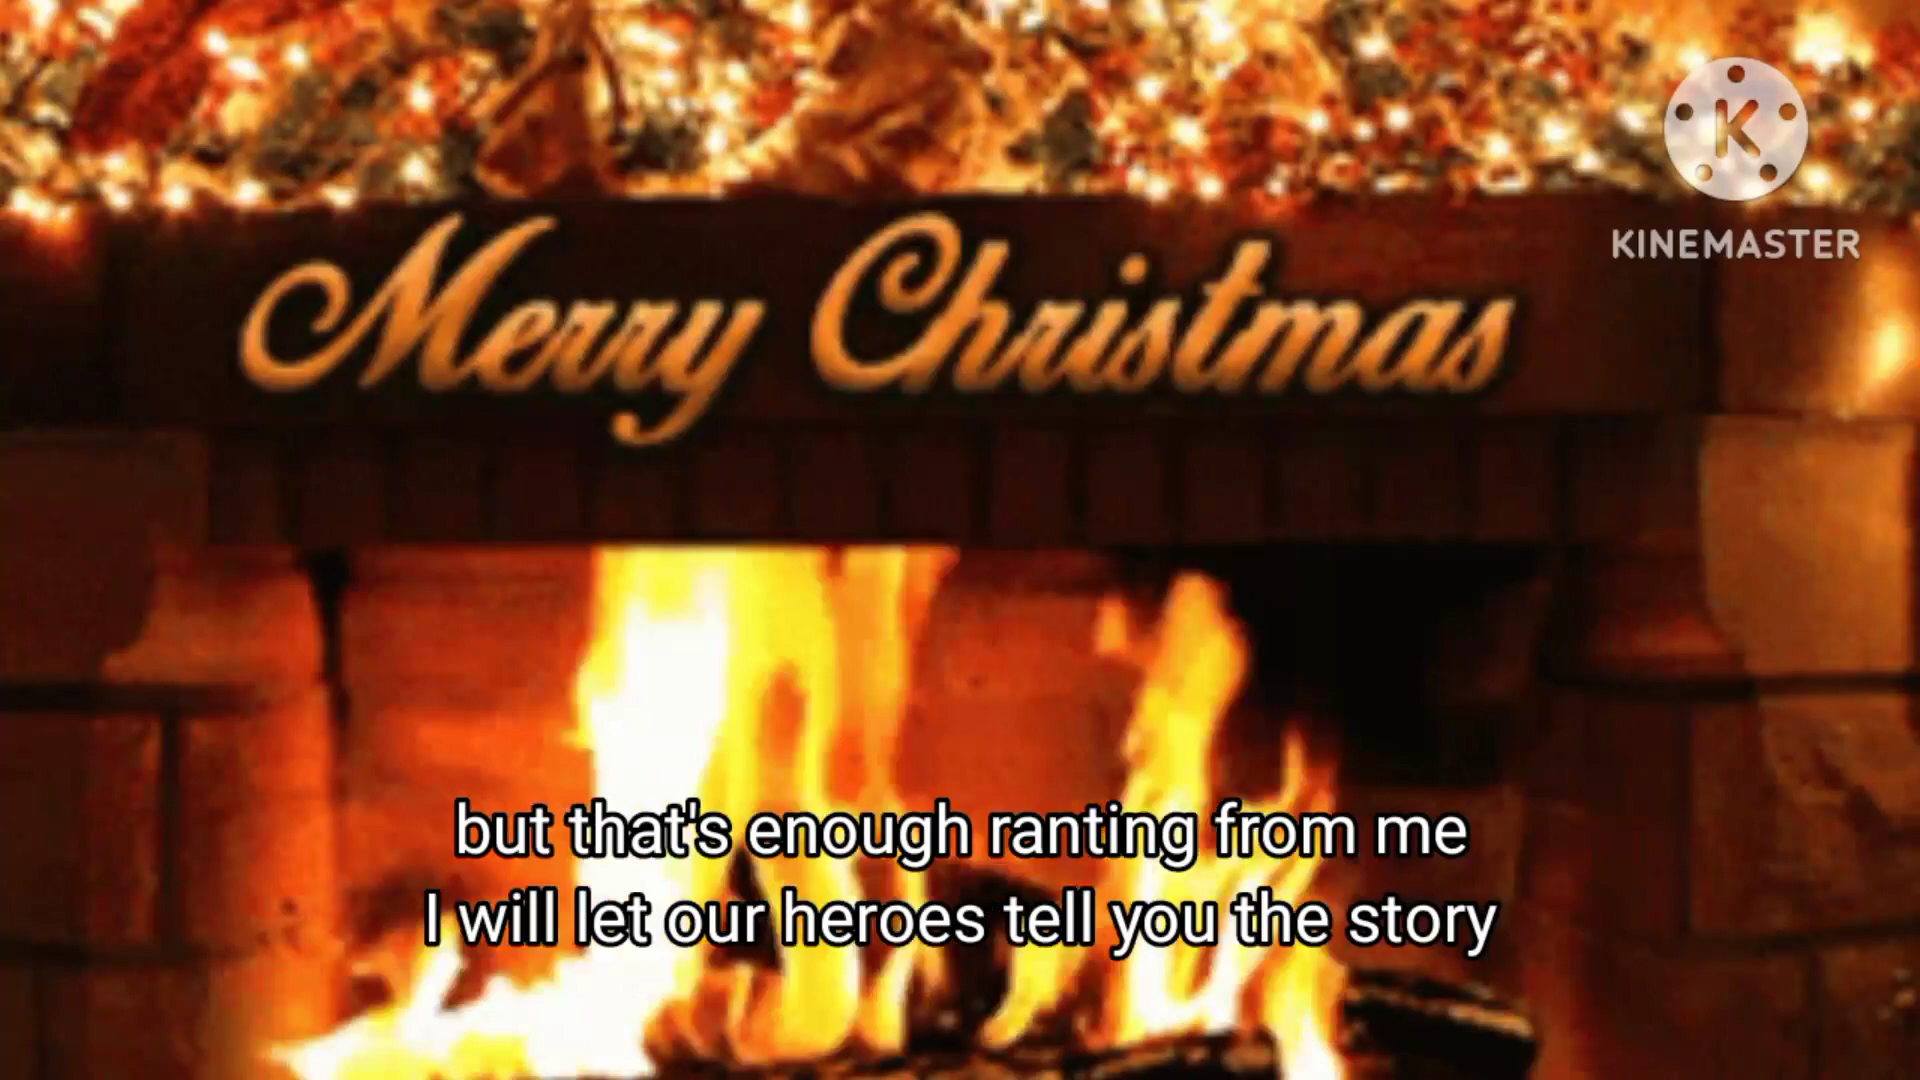 K
KINEMASTER
Merry Christmas
but that's enough ranting from me
I will let our heroes tell you the story